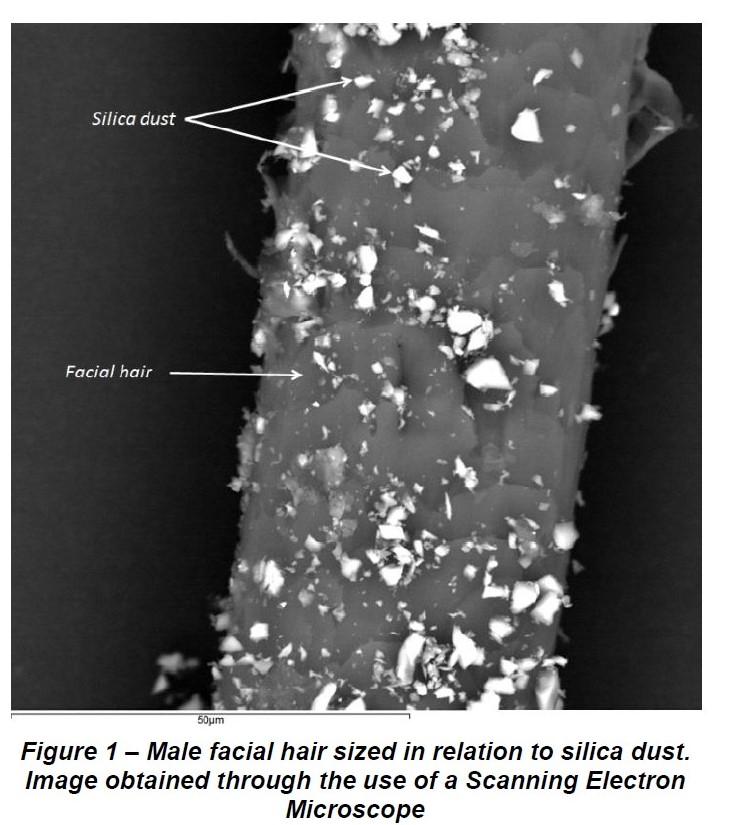 Silica dust
Facial hair
50µm
Figure 1 – Male facial hair sized in relation to silica dust.
Image obtained through the use of a Scanning Electron
Microscope